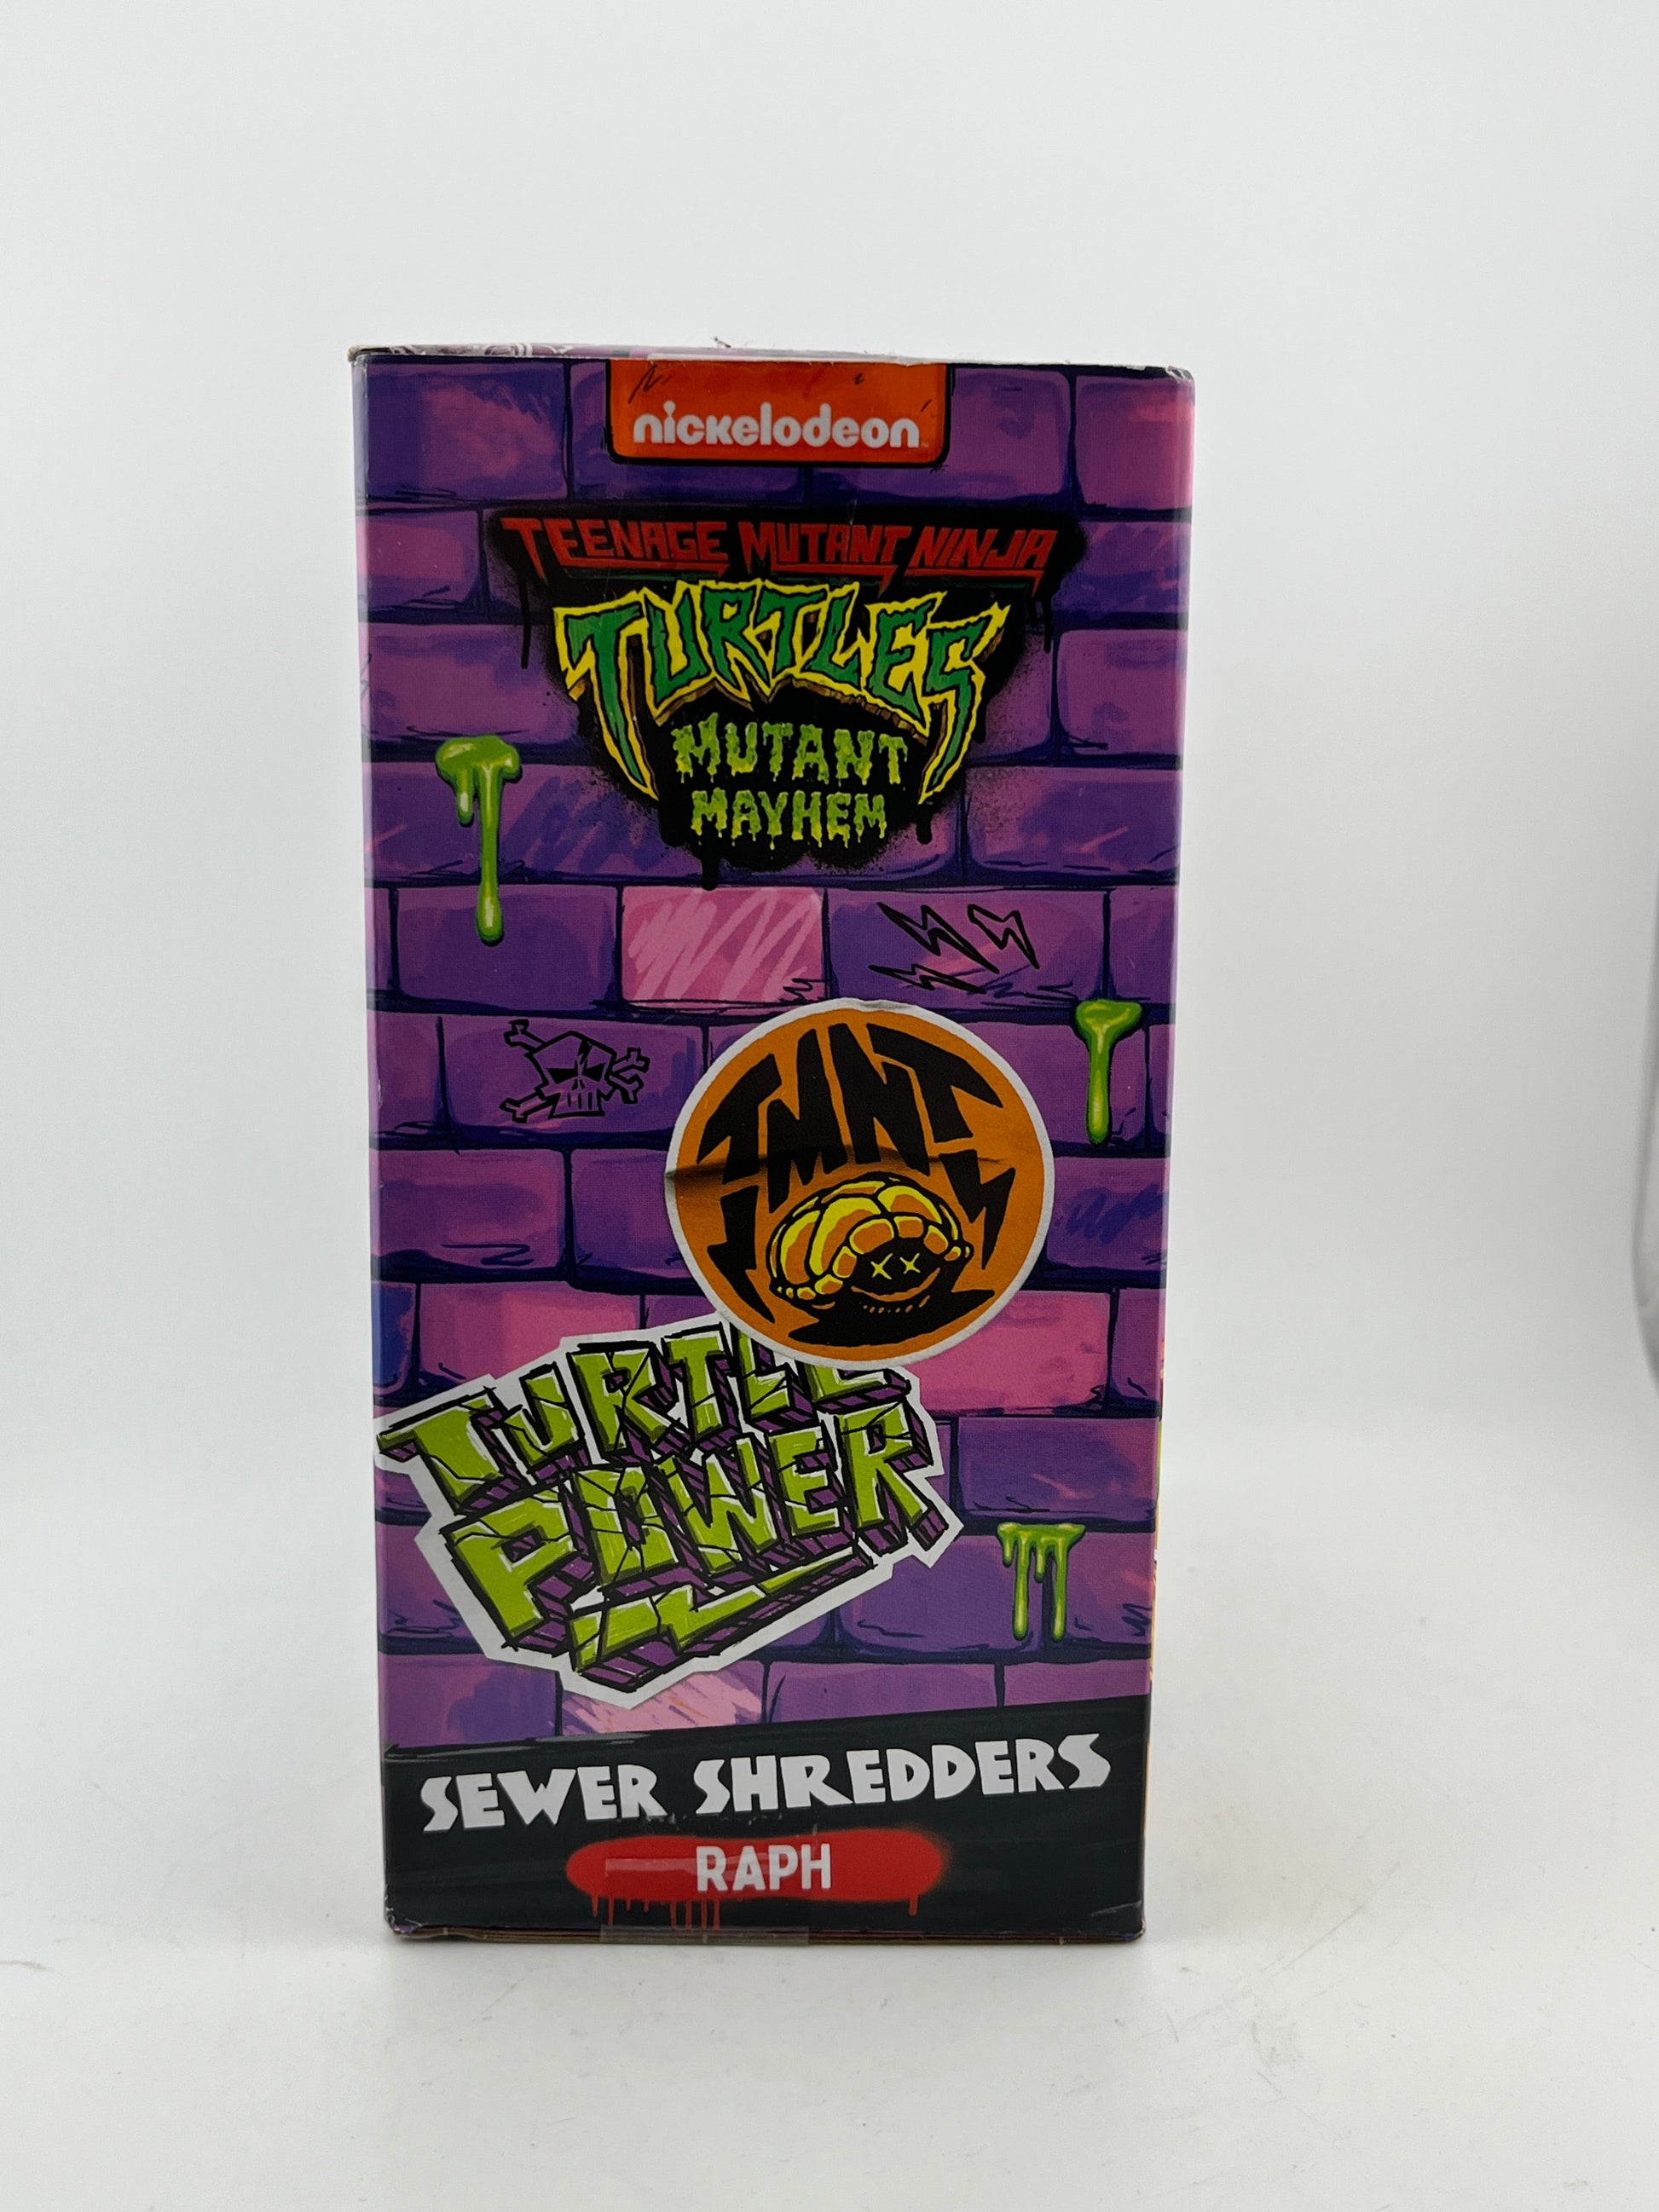 nickelodeon
TEENAGE MUTANT NINJA
TURTLES
MUTANT
MAYHEM
TMNT
TURTLE
POWER
SEWER SHREDDERS
RAPH